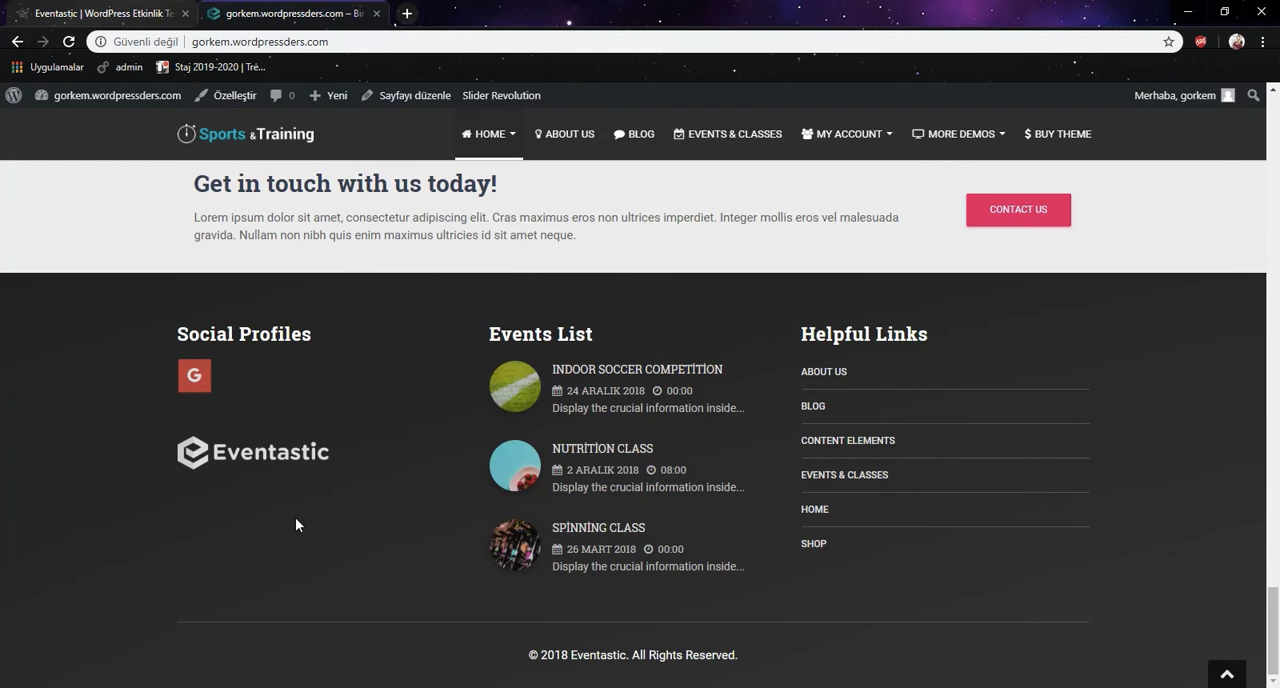 Eventastic | WordPress Etkinlik Te
gorkem.wordpressders.com – Bir
Güvenli değil | gorkem.wordpressders.com
Uygulamalar admin Staj 2019-2020 | Tre...
gorkem.wordpressders.com Özelleştir 0 Yeni Sayfayı düzenle Slider Revolution Merhaba, gorkem
Sports &Training HOME ABOUT US BLOG EVENTS & CLASSES MY ACCOUNT MORE DEMOS $ BUY THEME
Get in touch with us today!
Lorem ipsum dolor sit amet, consectetur adipiscing elit. Cras maximus eros non ultrices imperdiet. Integer mollis eros vel malesuada
gravida. Nullam non nibh quis enim maximus ultricies id sit amet neque.
CONTACT US
Social Profiles
G
Eventastic
Events List
INDOOR SOCCER COMPETİTİON
24 ARALIK 2018 00:00
Display the crucial information inside...
NUTRİTİON CLASS
2 ARALIK 2018 08:00
Display the crucial information inside...
SPİNNİNG CLASS
26 MART 2018 00:00
Display the crucial information inside...
Helpful Links
ABOUT US
BLOG
CONTENT ELEMENTS
EVENTS & CLASSES
HOME
SHOP
© 2018 Eventastic. All Rights Reserved.